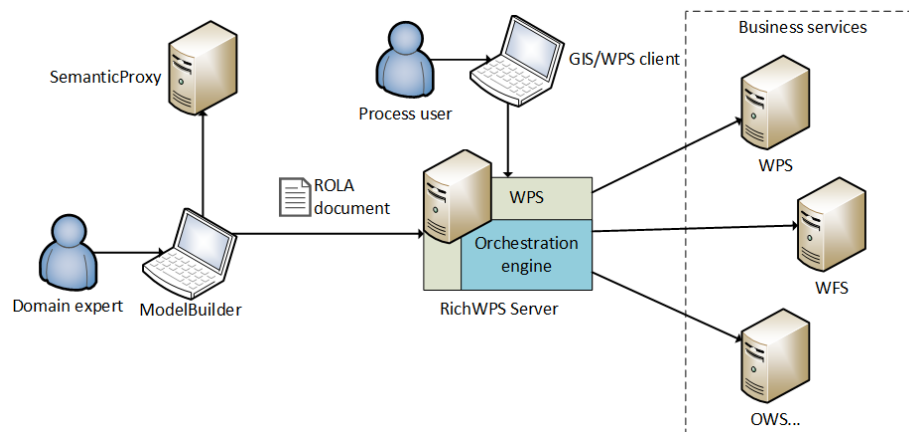 Business services
SemanticProxy
GIS/WPS client
Process user
WPS
ROLA
document
WPS
Orchestration
engine
WFS
Domain expert
ModelBuilder
RichWPS Server
OWS...